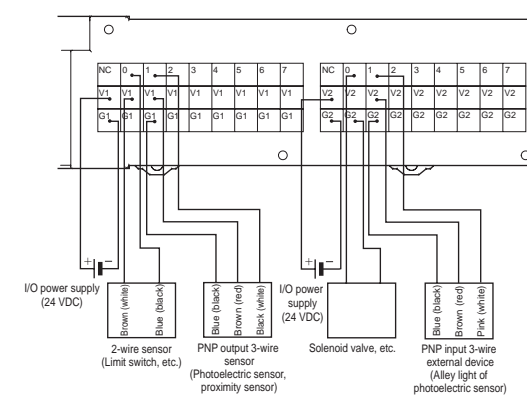 NC 0 1 2 3 4 5 6 7 NC 0 1 2 3 4 5 6 7
V1 V1 V1 V1 V1 V1 V1 V1 V1 V2 V2 V2 V2 V2 V2 V2 V2 V2
G1 G1 G1 G1 G1 G1 G1 G1 G1 G2 G2 G2 G2 G2 G2 G2 G2 G2
+ −
I/O power supply
(24 VDC)
Brown (white)
Blue (black)
2-wire sensor
(Limit switch, etc.)
Blue (black)
Brown (red)
Black (white)
PNP output 3-wire
sensor
(Photoelectric sensor,
proximity sensor)
+ −
I/O power
supply
(24 VDC)
Solenoid valve, etc.
Blue (black)
Brown (red)
Pink (white)
PNP input 3-wire
external device
(Alley light of
photoelectric sensor)